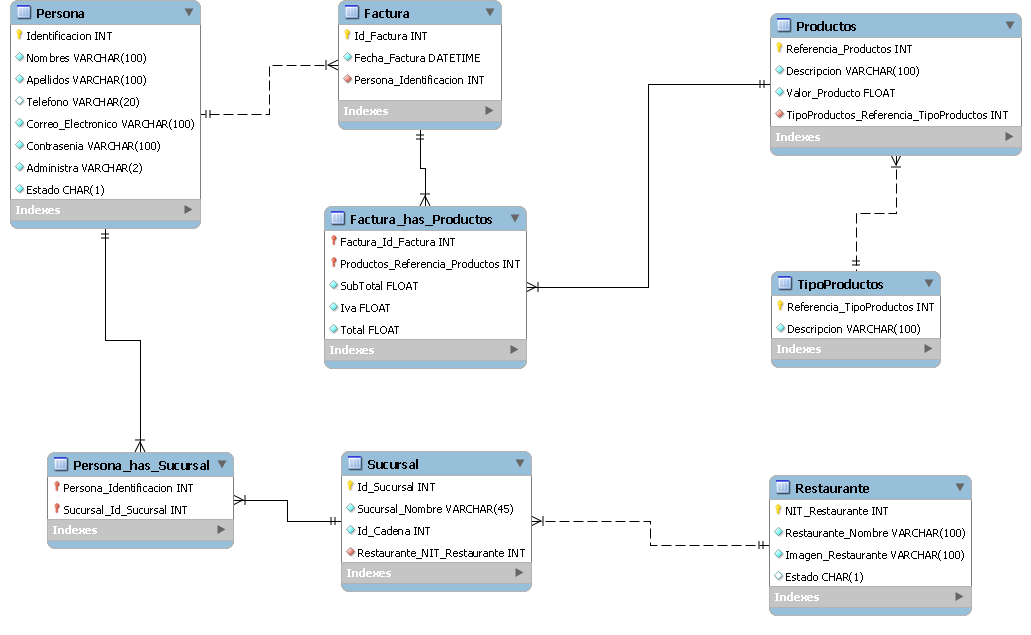 Persona
Identificacion INT
Nombres VARCHAR(100)
Apellidos VARCHAR(100)
Telefono VARCHAR(20)
Correo_Electronico VARCHAR(100)
Contrasenia VARCHAR(100)
Administra VARCHAR(2)
Estado CHAR(1)
Indexes
Factura
Id_Factura INT
Fecha_Factura DATETIME
Persona_Identificacion INT
Indexes
Productos
Referencia_Productos INT
Descripcion VARCHAR(100)
Valor_Producto FLOAT
TipoProductos_Referencia_TipoProductos INT
Indexes
Factura_has_Productos
Factura_Id_Factura INT
Productos_Referencia_Productos INT
SubTotal FLOAT
Iva FLOAT
Total FLOAT
Indexes
TipoProductos
Referencia_TipoProductos INT
Descripcion VARCHAR(100)
Indexes
Persona_has_Sucursal
Persona_Identificacion INT
Sucursal_Id_Sucursal INT
Indexes
Sucursal
Id_Sucursal INT
Sucursal_Nombre VARCHAR(45)
Id_Cadena INT
Restaurante_NIT_Restaurante INT
Indexes
Restaurante
NIT_Restaurante INT
Restaurante_Nombre VARCHAR(100)
Imagen_Restaurante VARCHAR(100)
Estado CHAR(1)
Indexes